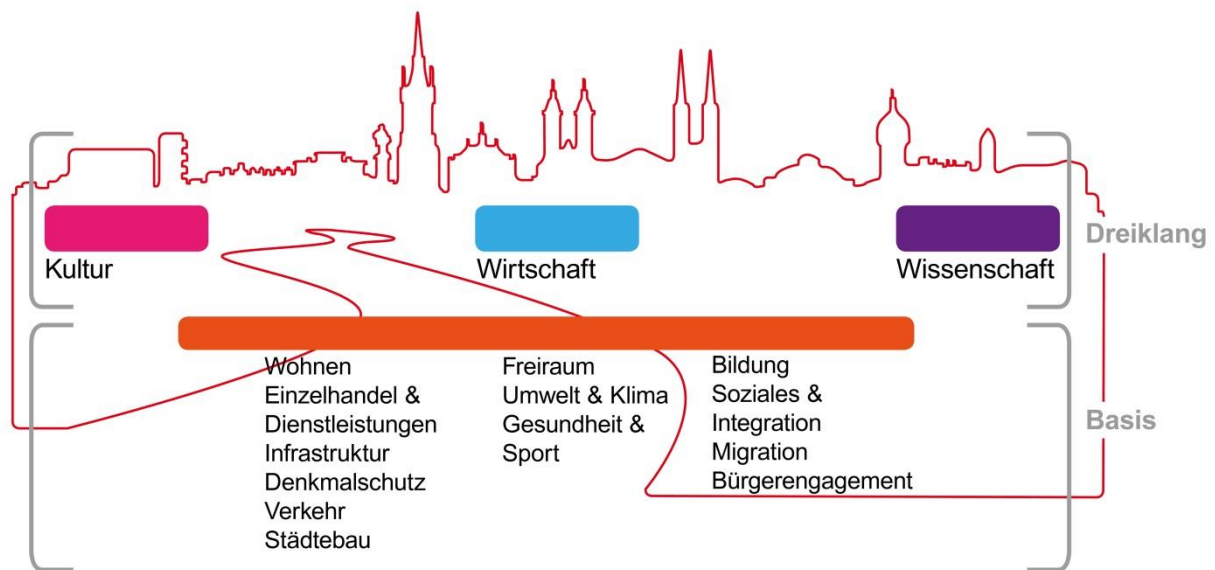 Kultur
Wirtschaft
Wissenschaft
Dreiklang
Wohnen
Einzelhandel &
Dienstleistungen
Infrastruktur
Denkmalschutz
Verkehr
Städtebau
Freiraum
Umwelt & Klima
Gesundheit &
Sport
Bildung
Soziales &
Integration
Migration
Bürgerengagement
Basis